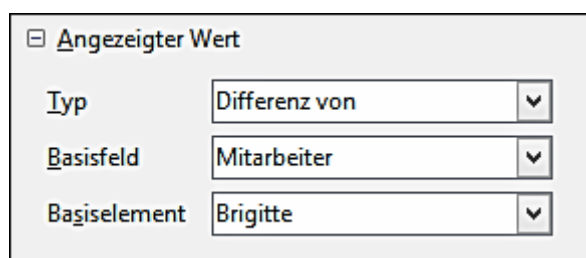 Angezeigter Wert
Typ Differenz von
Basisfeld Mitarbeiter
Basiselement Brigitte